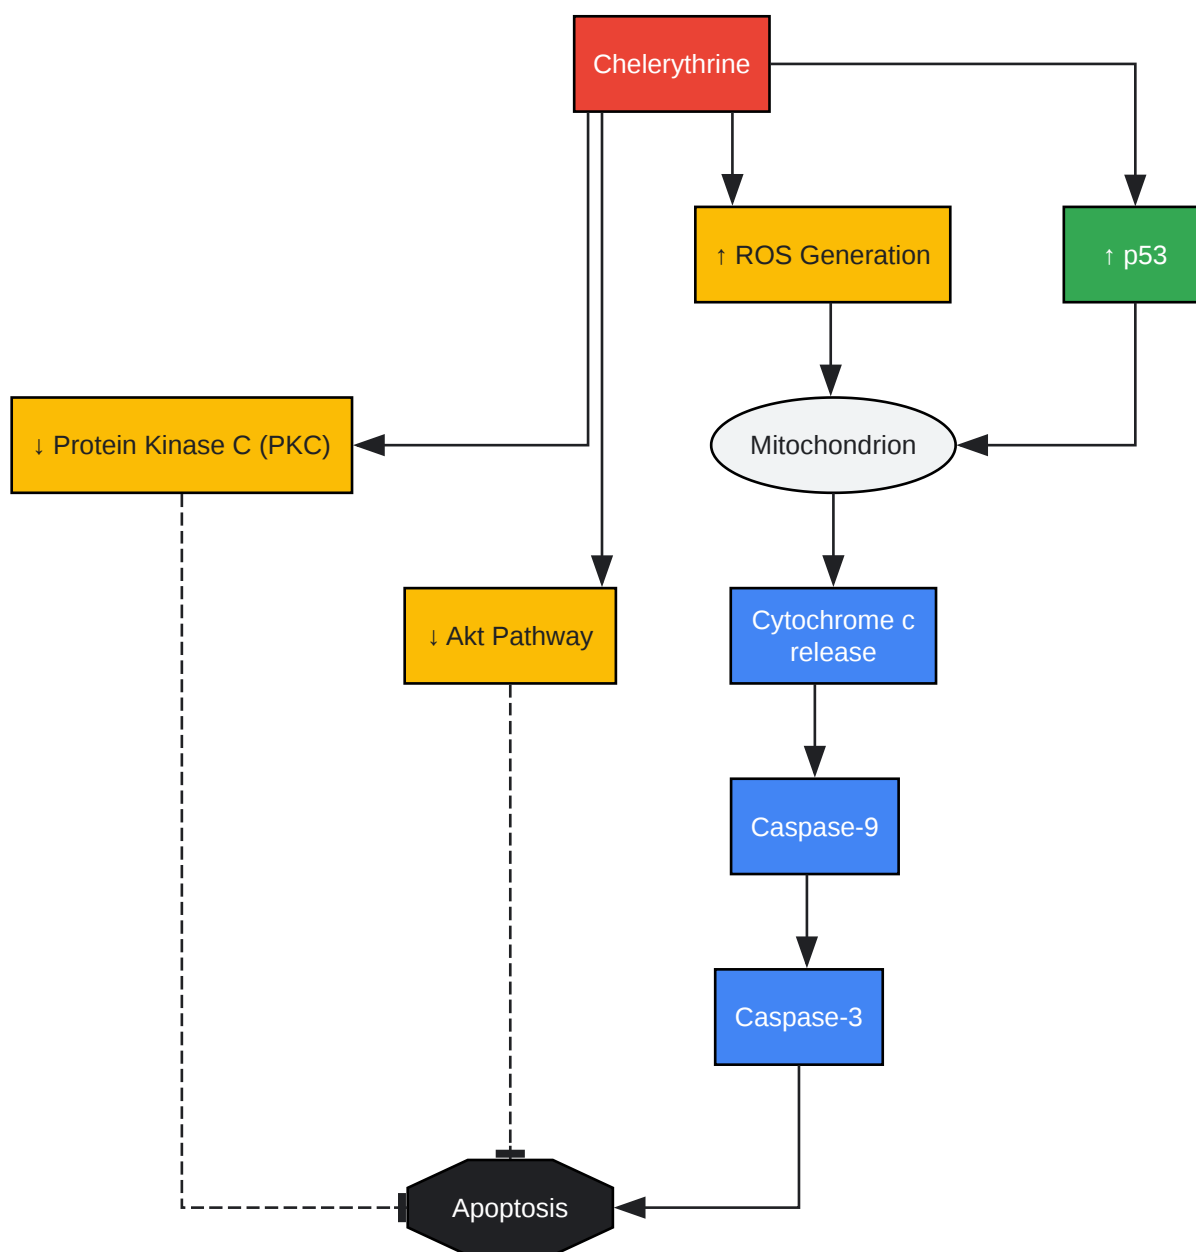 Chelerythrine
↑ ROS Generation
↑ p53
↓ Protein Kinase C (PKC)
Mitochondrion
↓ Akt Pathway
Cytochrome c
release
Caspase-9
Caspase-3
Apoptosis